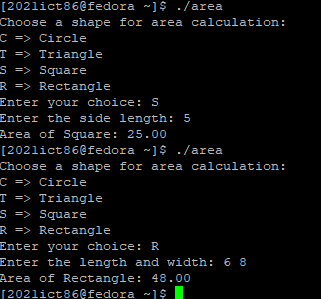 [2021ict86@fedora ~]$ ./area
Choose a shape for area calculation:
C => Circle
T => Triangle
S => Square
R => Rectangle
Enter your choice: S
Enter the side length: 5
Area of Square: 25.00
[2021ict86@fedora ~]$ ./area
Choose a shape for area calculation:
C => Circle
T => Triangle
S => Square
R => Rectangle
Enter your choice: R
Enter the length and width: 6 8
Area of Rectangle: 48.00
[2021ict86@fedora ~]$